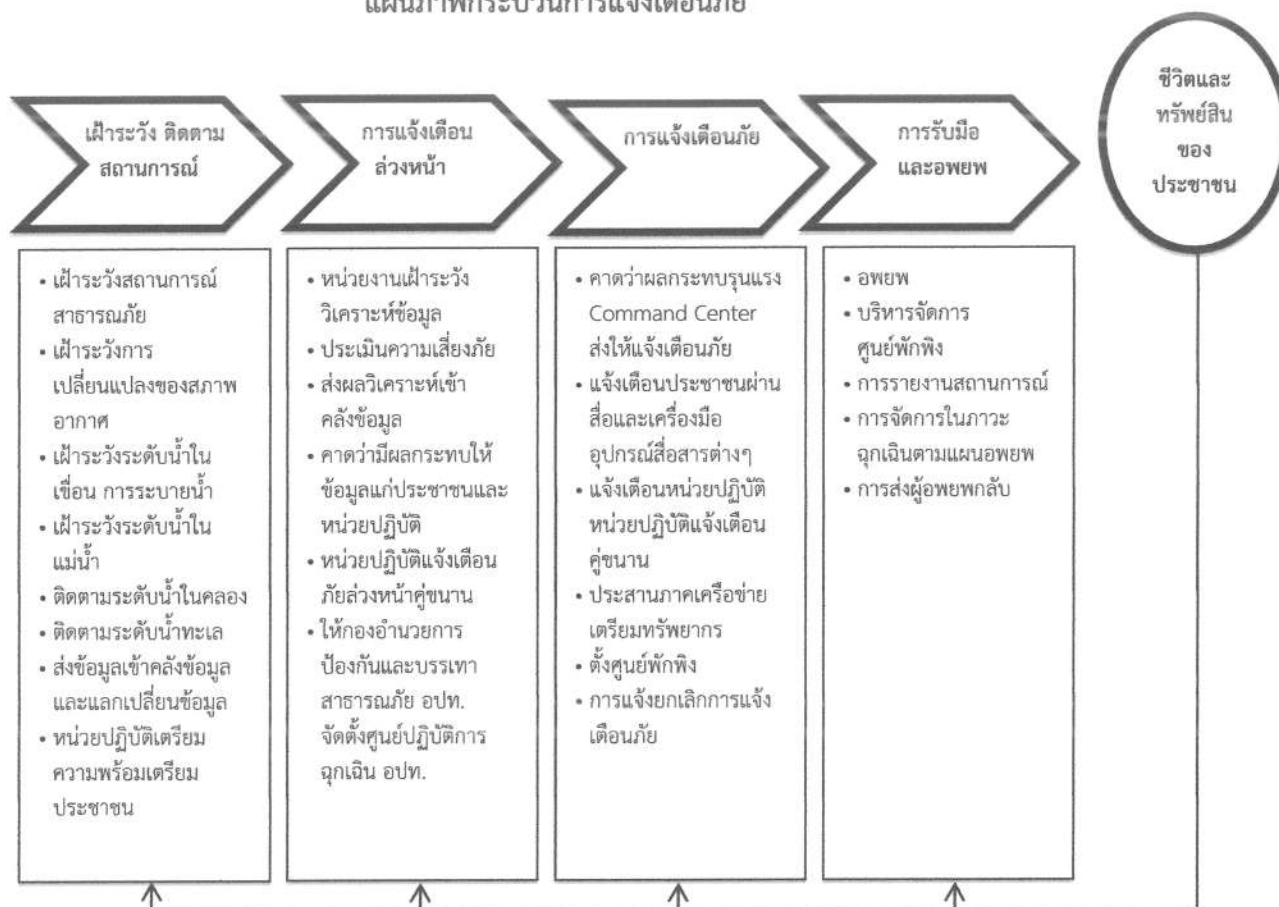 แผนภาพกระบวนการแจ้งเตือนภัย
เฝ้าระวัง ติดตาม
สถานการณ์
การแจ้งเตือน
ล่วงหน้า
การแจ้งเตือนภัย
การรับมือ
และอพยพ
ชีวิตและ
ทรัพย์สิน
ของ
ประชาชน
• เฝ้าระวังสถานการณ์
สาธารณภัย
• เฝ้าระวังการ
เปลี่ยนแปลงของสภาพ
อากาศ
• เฝ้าระวังระดับน้ำใน
เขื่อน การระบายน้ำ
• เฝ้าระวังระดับน้ำใน
แม่น้ำ
• ติดตามระดับน้ำในคลอง
• ติดตามระดับน้ำทะเล
• ส่งข้อมูลเข้าคลังข้อมูล
และแลกเปลี่ยนข้อมูล
• หน่วยปฏิบัติเตรียม
ความพร้อมเตรียม
ประชาชน
• หน่วยงานเฝ้าระวัง
วิเคราะห์ข้อมูล
• ประเมินความเสี่ยงภัย
• ส่งผลวิเคราะห์เข้า
คลังข้อมูล
• คาดว่ามีผลกระทบให้
ข้อมูลแก่ประชาชนและ
หน่วยปฏิบัติ
• หน่วยปฏิบัติแจ้งเตือน
ภัยล่วงหน้าคู่ขนาน
• ให้กองอำนวยการ
ป้องกันและบรรเทา
สาธารณภัย อปท.
จัดตั้งศูนย์ปฏิบัติการ
ฉุกเฉิน อปท.
• คาดว่าผลกระทบรุนแรง
Command Center
ส่งให้แจ้งเตือนภัย
• แจ้งเตือนประชาชนผ่าน
สื่อและเครื่องมือ
อุปกรณ์สื่อสารต่างๆ
• แจ้งเตือนหน่วยปฏิบัติ
หน่วยปฏิบัติแจ้งเตือน
คู่ขนาน
• ประสานภาคเครือข่าย
เตรียมทรัพยากร
• ตั้งศูนย์พักพิง
• การแจ้งยกเลิกการแจ้ง
เตือนภัย
• อพยพ
• บริหารจัดการ
ศูนย์พักพิง
• การรายงานสถานการณ์
• การจัดการในภาวะ
ฉุกเฉินตามแผนอพยพ
• การส่งผู้อพยพกลับ